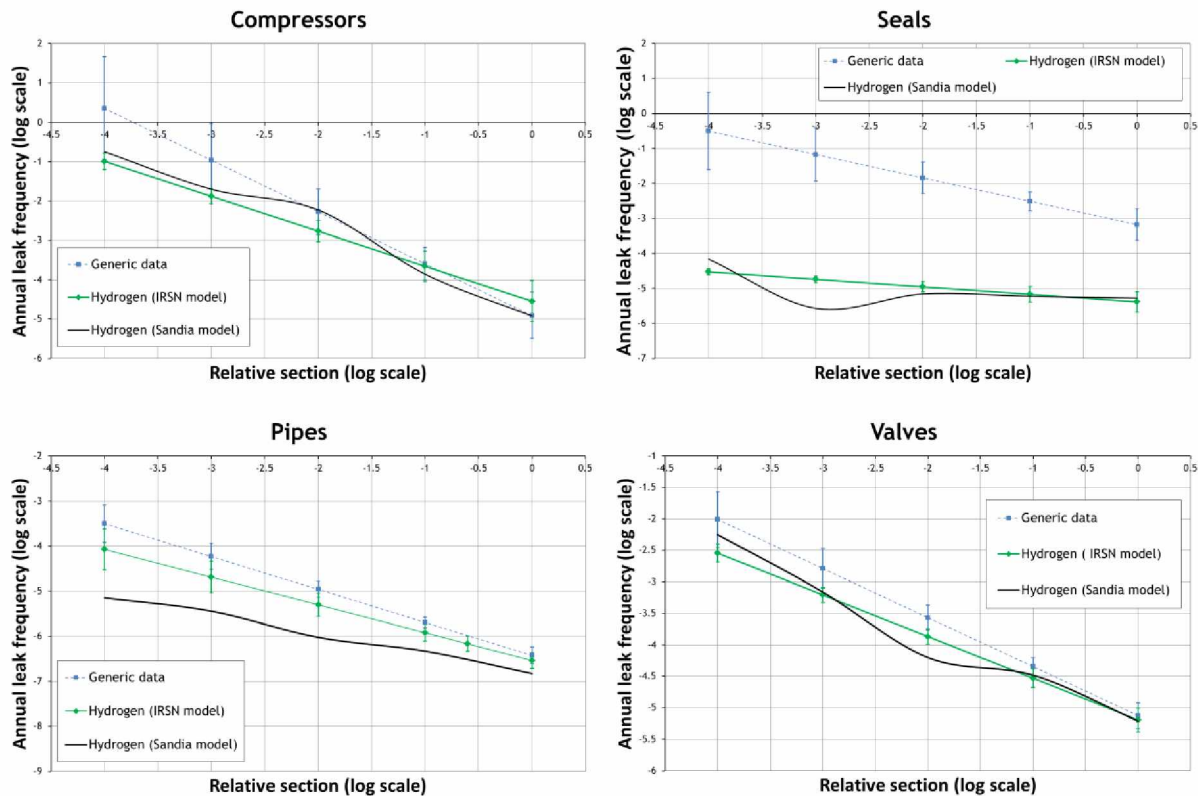 Compressors
2
1
0
-1
-2
-3
-4
-5
-6
-4.5 -4 -3.5 -3 -2.5 -2 -1.5 -1 -0.5 0 0.5
Annual leak frequency (log scale)
Generic data
Hydrogen (IRSN model)
Hydrogen (Sandia model)
Relative section (log scale)
Seals
2
1
0
-1
-2
-3
-4
-5
-6
-7
-4.5 -4 -3.5 -3 -2.5 -2 -1.5 -1 -0.5 0 0.5
Annual leak frequency (log scale)
Generic data Hydrogen (IRSN model)
Hydrogen (Sandia model)
Relative section (log scale)
Pipes
-2
-3
-4
-5
-6
-7
-8
-9
-4.5 -4 -3.5 -3 -2.5 -2 -1.5 -1 -0.5 0 0.5
Annual leak frequency (log scale)
Generic data
Hydrogen (IRSN model)
Hydrogen (Sandia model)
Relative section (log scale)
Valves
-1
-1.5
-2
-2.5
-3
-3.5
-4
-4.5
-5
-5.5
-6
-4.5 -4 -3.5 -3 -2.5 -2 -1.5 -1 -0.5 0 0.5
Annual leak frequency (log scale)
Generic data
Hydrogen ( IRSN model)
Hydrogen (Sandia model)
Relative section (log scale)